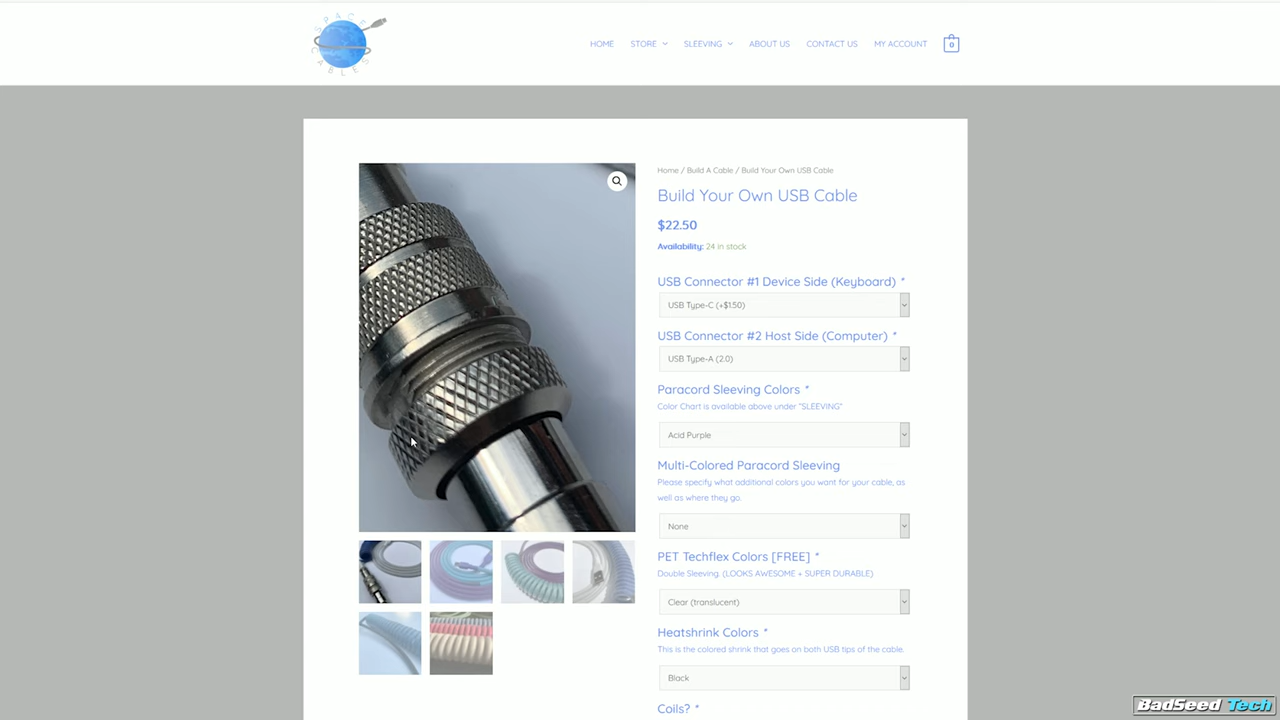 SPACE
CABLES
HOME
STORE
SLEEVING
ABOUT US
CONTACT US
MY ACCOUNT
0
Home / Build A Cable / Build Your Own USB Cable
Build Your Own USB Cable
$22.50
Availability: 24 in stock
USB Connector #1 Device Side (Keyboard) *
USB Type-C (+$1.50)
USB Connector #2 Host Side (Computer) *
USB Type-A (2.0)
Paracord Sleeving Colors *
Color Chart is available above under "SLEEVING"
Acid Purple
Multi-Colored Paracord Sleeving
Please specify what additional colors you want for your cable, as
well as where they go.
None
PET Techflex Colors [FREE] *
Double Sleeving. (LOOKS AWESOME + SUPER DURABLE)
Clear (translucent)
Heatshrink Colors *
This is the colored shrink that goes on both USB tips of the cable.
Black
Coils? *
BadSeed Tech